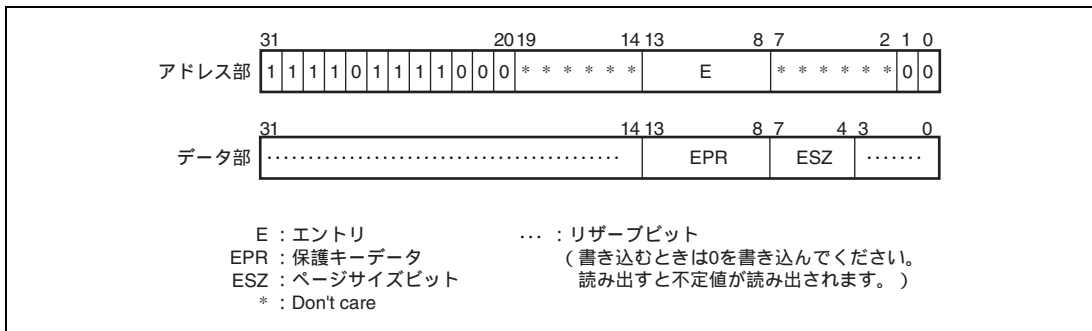 31 20 19 14 13 8 7 2 1 0
アドレス部 1 1 1 1 0 1 1 1 1 0 0 0 * * * * * * E * * * * * * 0 0
31 14 13 8 7 4 3 0
データ部 ・・・・・・・・・・・・・・・・・・・・・・・・・・・・・・・・・・・・・・・・・ EPR ESZ ・・・・・・・
E：エントリ … ：リザーブビット
EPR：保護キーデータ （書き込むときは0を書き込んでください。
ESZ：ページサイズビット 読み出すと不定値が読み出されます。）
*：Don't care